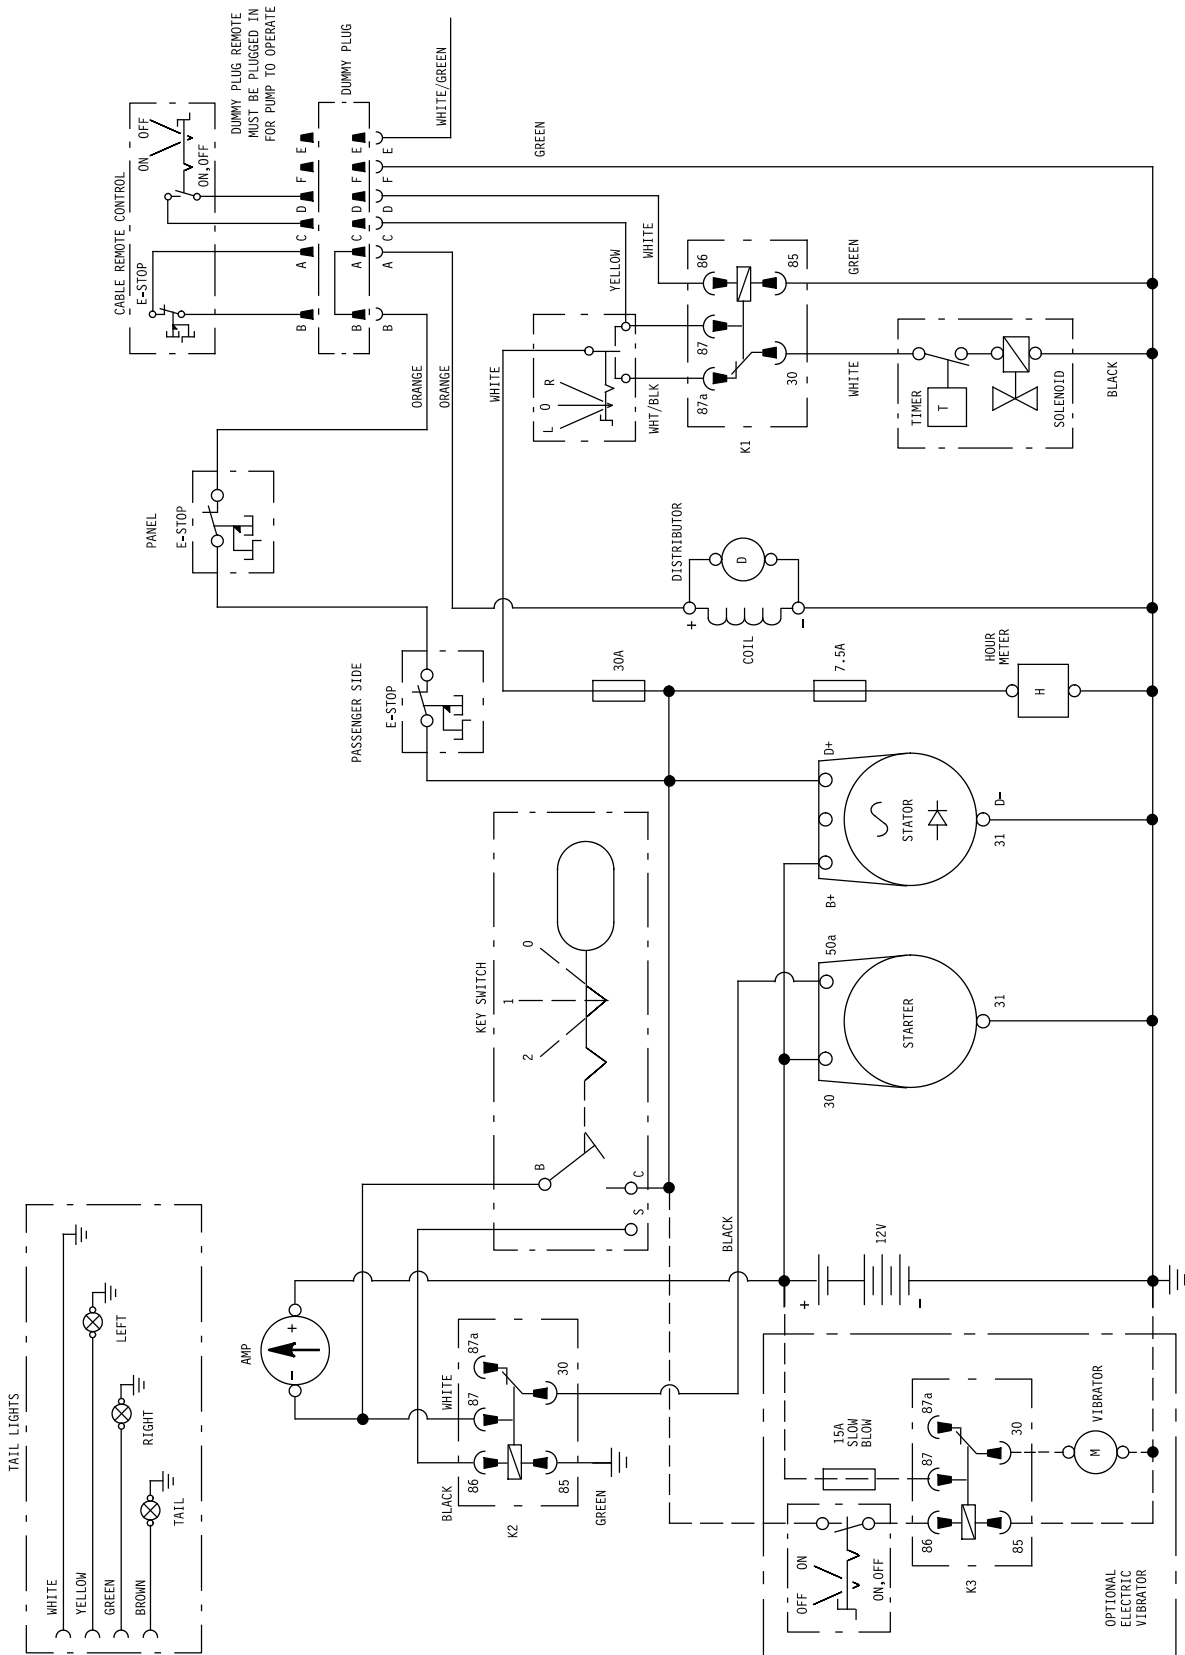 DUMMY PLUG REMOTE
MUST BE PLUGGED IN
FOR PUMP TO OPERATE
DUMMY PLUG
WHITE/GREEN
CABLE REMOTE CONTROL
ON
OFF
ON,OFF
E-STOP
B
A
C
D
F
E
B
A
C
D
F
E
B
A
C
D
F
E
GREEN
ORANGE
ORANGE
WHITE
YELLOW
WHITE
L
O
R
WHT/BLK
86
85
87
87a
30
K1
GREEN
WHITE
TIMER
T
SOLENOID
BLACK
PANEL
E-STOP
DISTRIBUTOR
D
+
-
COIL
PASSENGER SIDE
E-STOP
30A
7.5A
HOUR
METER
H
D+
STATOR
B+
31
D-
KEY SWITCH
0
1
2
B
C
S
50a
STARTER
30
31
BLACK
12V
+
-
AMP
+
-
WHITE
87a
87
30
86
85
BLACK
GREEN
K2
TAIL LIGHTS
WHITE
YELLOW
GREEN
BROWN
LEFT
RIGHT
TAIL
15A
SLOW
BLOW
87a
87
30
86
85
K3
VIBRATOR
M
OFF
ON
ON,OFF
OPTIONAL
ELECTRIC
VIBRATOR